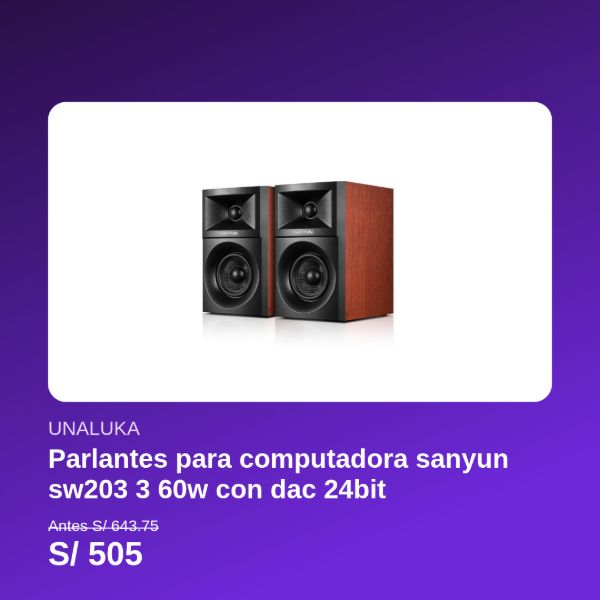 UNALUKA
Parlantes para computadora sanyun
sw203 3 60w con dac 24bit
Antes S/ 643.75
S/ 505